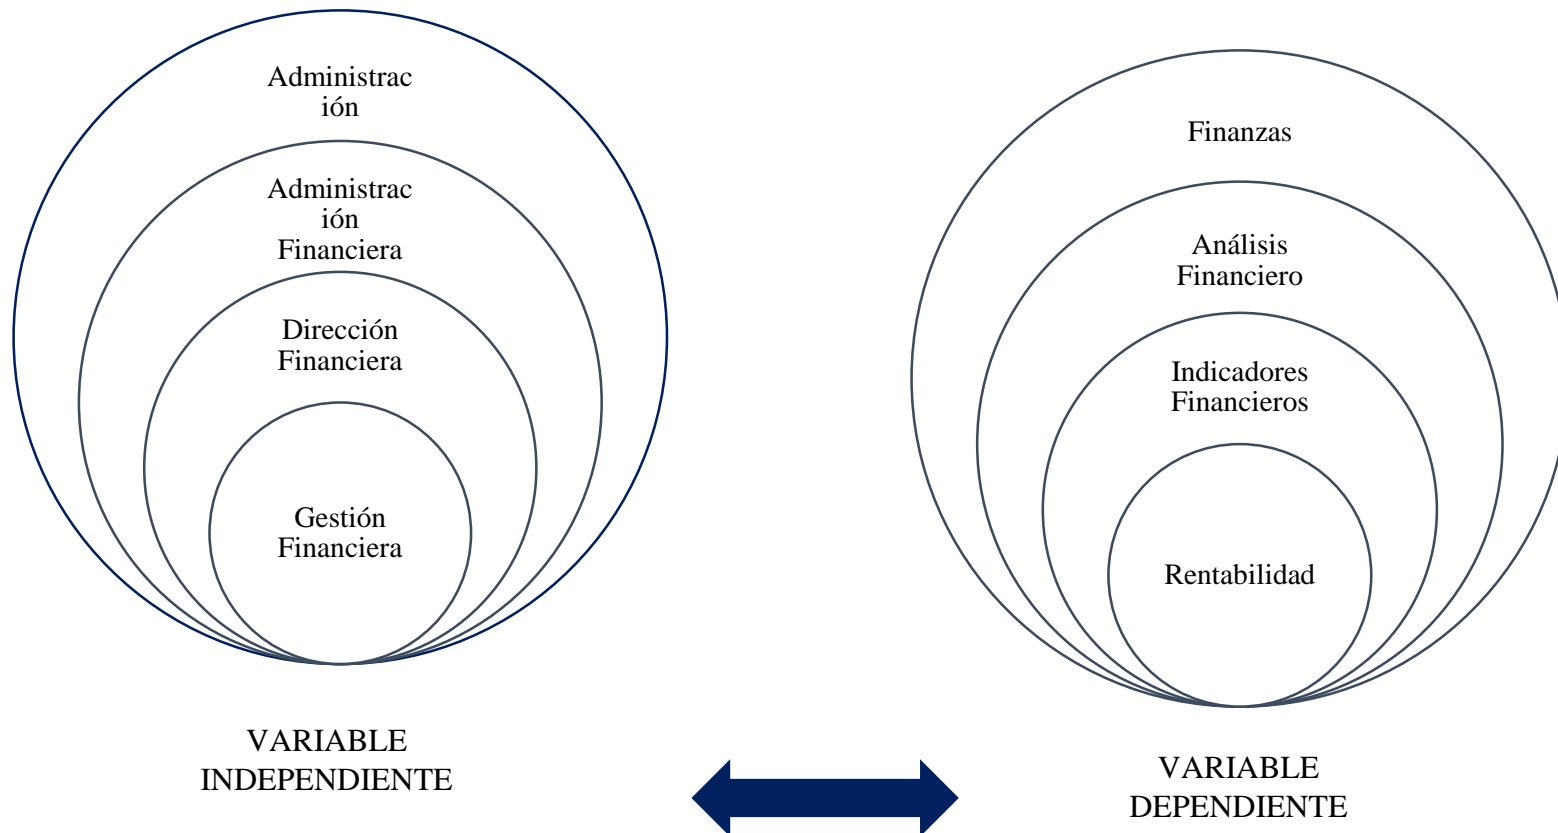 Administrac
ión
Administrac
ión
Financiera
Dirección
Financiera
Gestión
Financiera
VARIABLE
INDEPENDIENTE
Finanzas
Análisis
Financiero
Indicadores
Financieros
Rentabilidad
VARIABLE
DEPENDIENTE